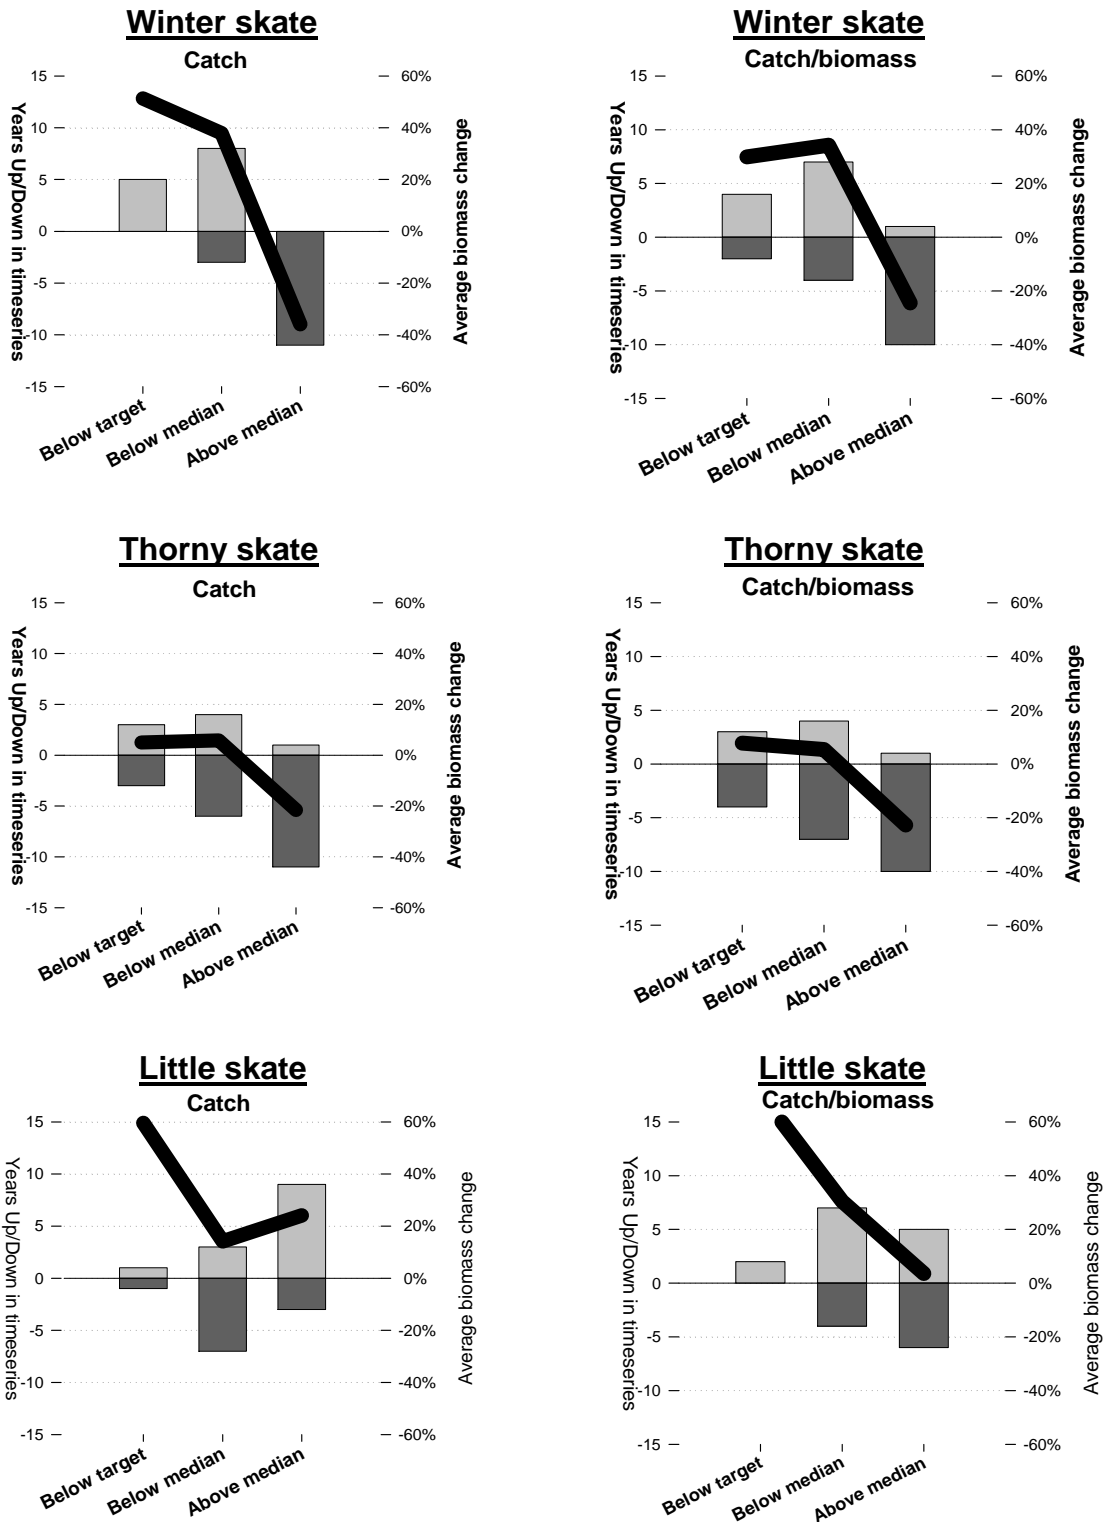 Winter skate
Catch
15
10
5
0
-5
-10
-15
60%
40%
20%
0%
-20%
-40%
-60%
Years Up/Down in timeseries
Average biomass change
Below target
Below median
Above median
Winter skate
Catch/biomass
15
10
5
0
-5
-10
-15
60%
40%
20%
0%
-20%
-40%
-60%
Years Up/Down in timeseries
Average biomass change
Below target
Below median
Above median
Thorny skate
Catch
15
10
5
0
-5
-10
-15
60%
40%
20%
0%
-20%
-40%
-60%
Years Up/Down in timeseries
Average biomass change
Below target
Below median
Above median
Thorny skate
Catch/biomass
15
10
5
0
-5
-10
-15
60%
40%
20%
0%
-20%
-40%
-60%
Years Up/Down in timeseries
Average biomass change
Below target
Below median
Above median
Little skate
Catch
15
10
5
0
-5
-10
-15
60%
40%
20%
0%
-20%
-40%
-60%
Years Up/Down in timeseries
Average biomass change
Below target
Below median
Above median
Little skate
Catch/biomass
15
10
5
0
-5
-10
-15
60%
40%
20%
0%
-20%
-40%
-60%
Years Up/Down in timeseries
Average biomass change
Below target
Below median
Above median